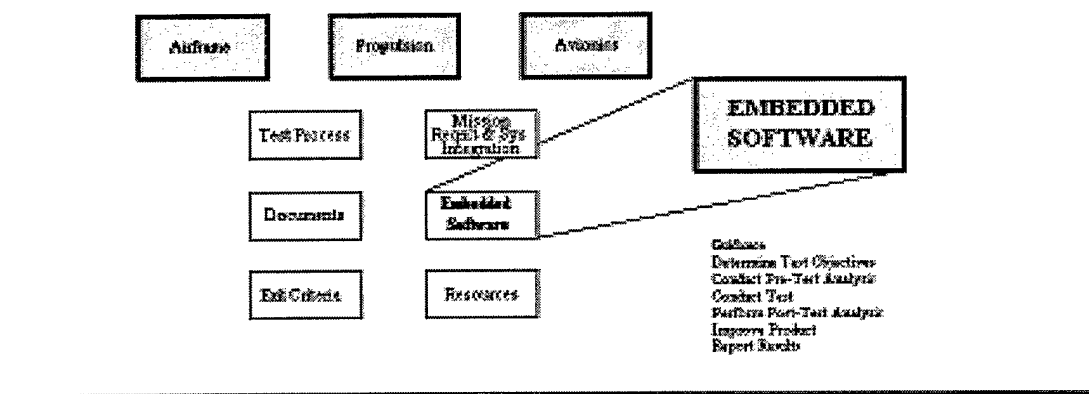 Airframe
Propulsion
Avionics
EMBEDDED
SOFTWARE
Test Process
Mission
Reqmt & Sys
Integration
Documents
Embedded
Software
Exit Criteria
Resources
Guidance
Determine Test Objectives
Conduct Pre-Test Analysis
Conduct Test
Perform Post-Test Analysis
Improve Product
Report Results